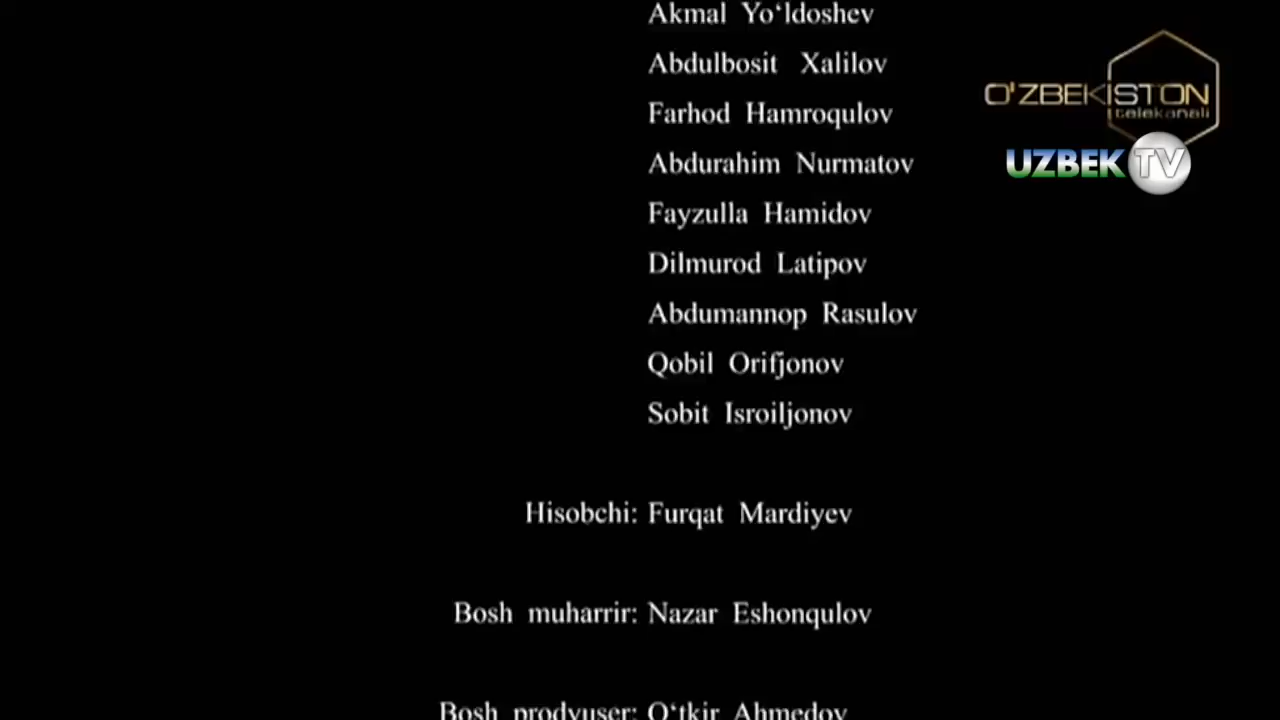 Akmal Yo‘ldoshev
Abdulbosit Xalilov
Farhod Hamroqulov
Abdurahim Nurmatov
Fayzulla Hamidov
Dilmurod Latipov
Abdumannop Rasulov
Qobil Orifjonov
Sobit Isroiljonov
Hisobchi: Furqat Mardiyev
Bosh muharrir: Nazar Eshonqulov
Bosh prodyuser: O‘tkir Ahmedov
O'ZBEKISTON
telekanali
UZBEK TV